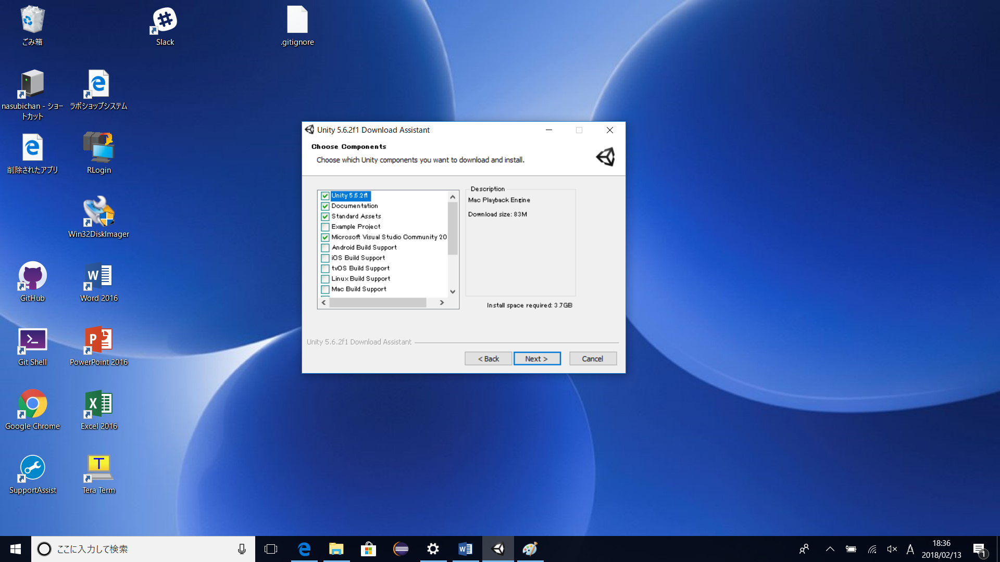 ごみ箱
Slack
.gitignore
nasubichan - ショートカット
ラボショップシステム
削除されたアプリ
RLogin
Win32DiskImager
GitHub
Word 2016
Git Shell
PowerPoint 2016
Google Chrome
Excel 2016
SupportAssist
Tera Term
Unity 5.6.2f1 Download Assistant
Choose Components
Choose which Unity components you want to download and install.
Unity 5.6.2f1
Documentation
Standard Assets
Example Project
Microsoft Visual Studio Community 20
Android Build Support
iOS Build Support
tvOS Build Support
Linux Build Support
Mac Build Support
Description
Mac Playback Engine
Download size: 83M
Install space required: 3.7GB
Unity 5.6.2f1 Download Assistant
< Back
Next >
Cancel
ここに入力して検索
A
18:36
2018/02/13
1